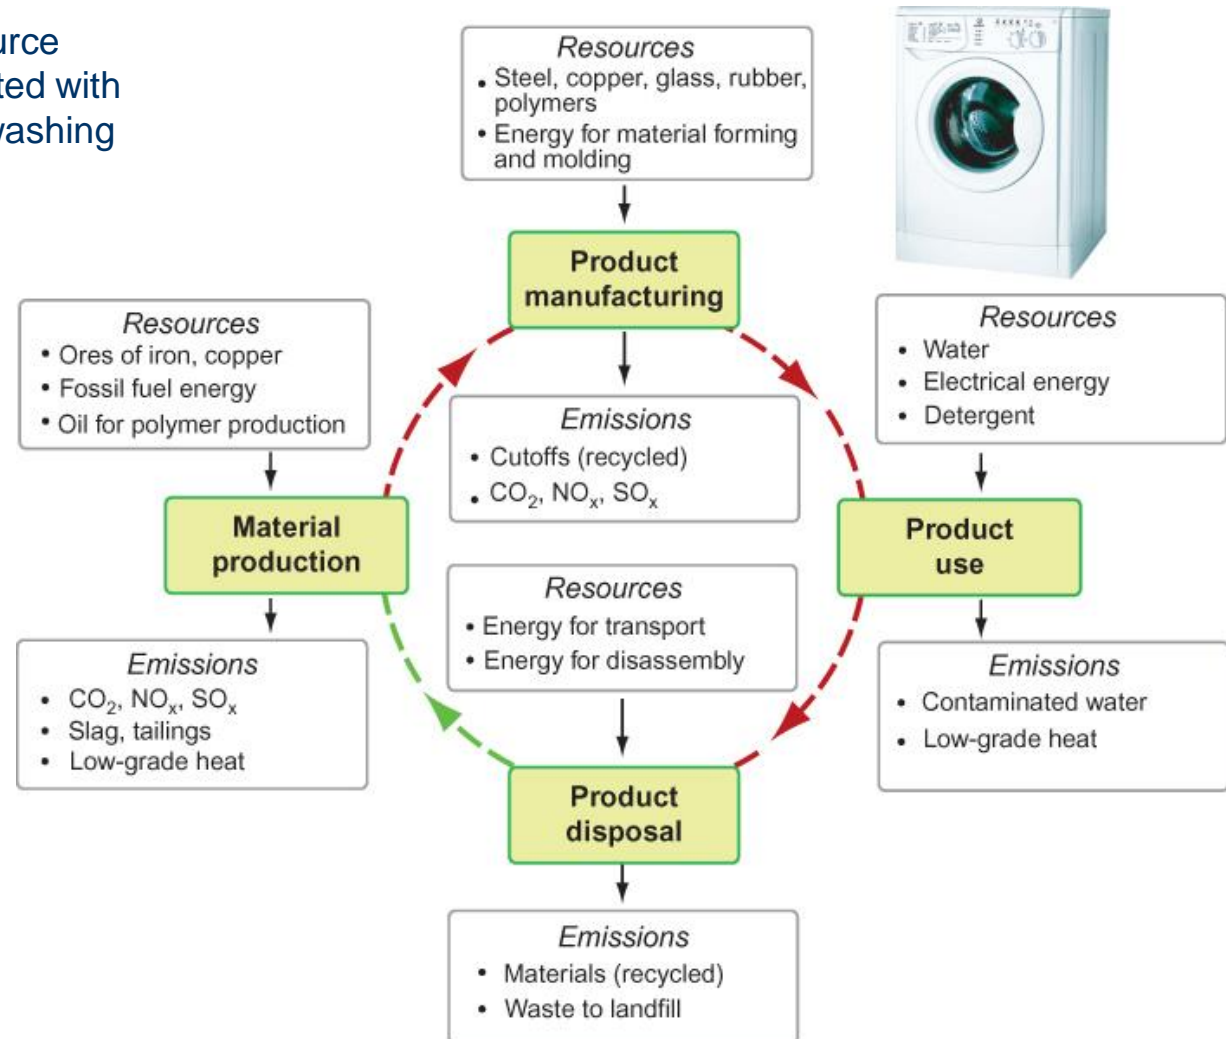 urce
ted with
washing
Resources
• Steel, copper, glass, rubber,
polymers
• Energy for material forming
and molding
Product
manufacturing
Resources
• Ores of iron, copper
• Fossil fuel energy
• Oil for polymer production
Resources
• Water
• Electrical energy
• Detergent
Emissions
• Cutoffs (recycled)
• CO₂, NOₓ, SOₓ
Material
production
Product
use
Resources
• Energy for transport
• Energy for disassembly
Emissions
• CO₂, NOₓ, SOₓ
• Slag, tailings
• Low-grade heat
Emissions
• Contaminated water
• Low-grade heat
Product
disposal
Emissions
• Materials (recycled)
• Waste to landfill